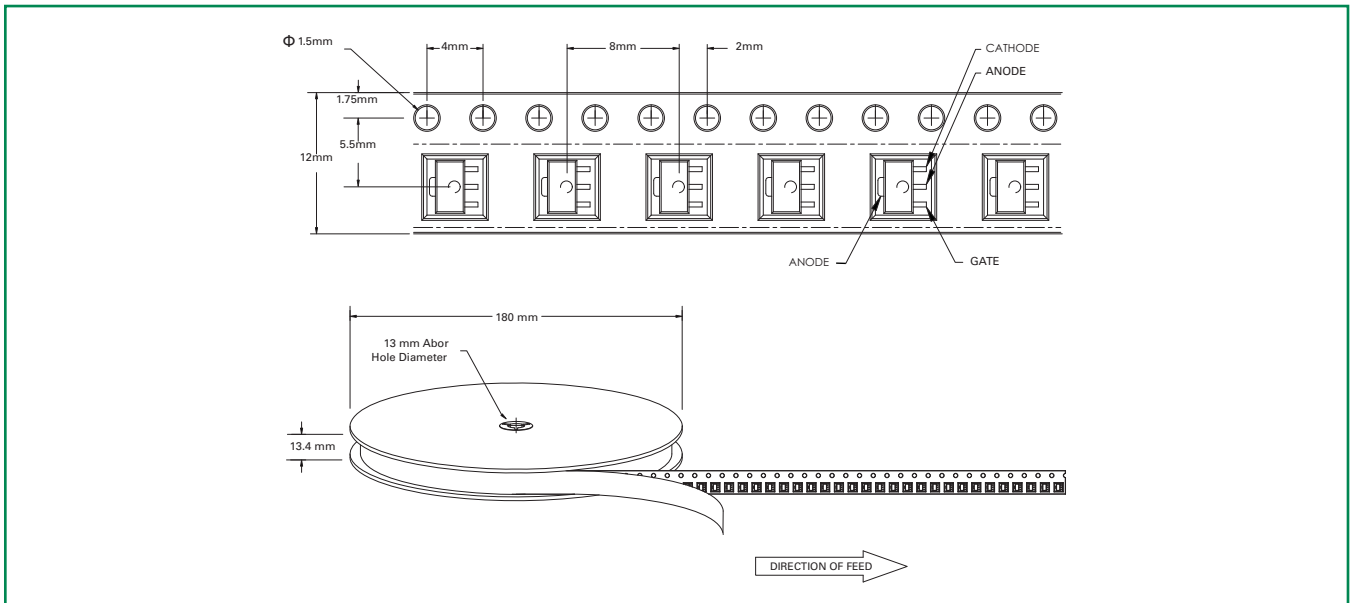 Φ 1.5mm
4mm
8mm
2mm
CATHODE
ANODE
1.75mm
5.5mm
12mm
ANODE
GATE
180 mm
13 mm Abor
Hole Diameter
13.4 mm
DIRECTION OF FEED